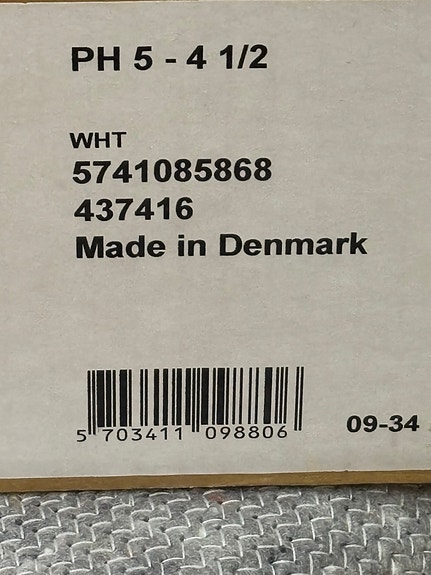 PH 5 - 4 1/2
WHT
5741085868
437416
Made in Denmark
5 703411 098806
09-34